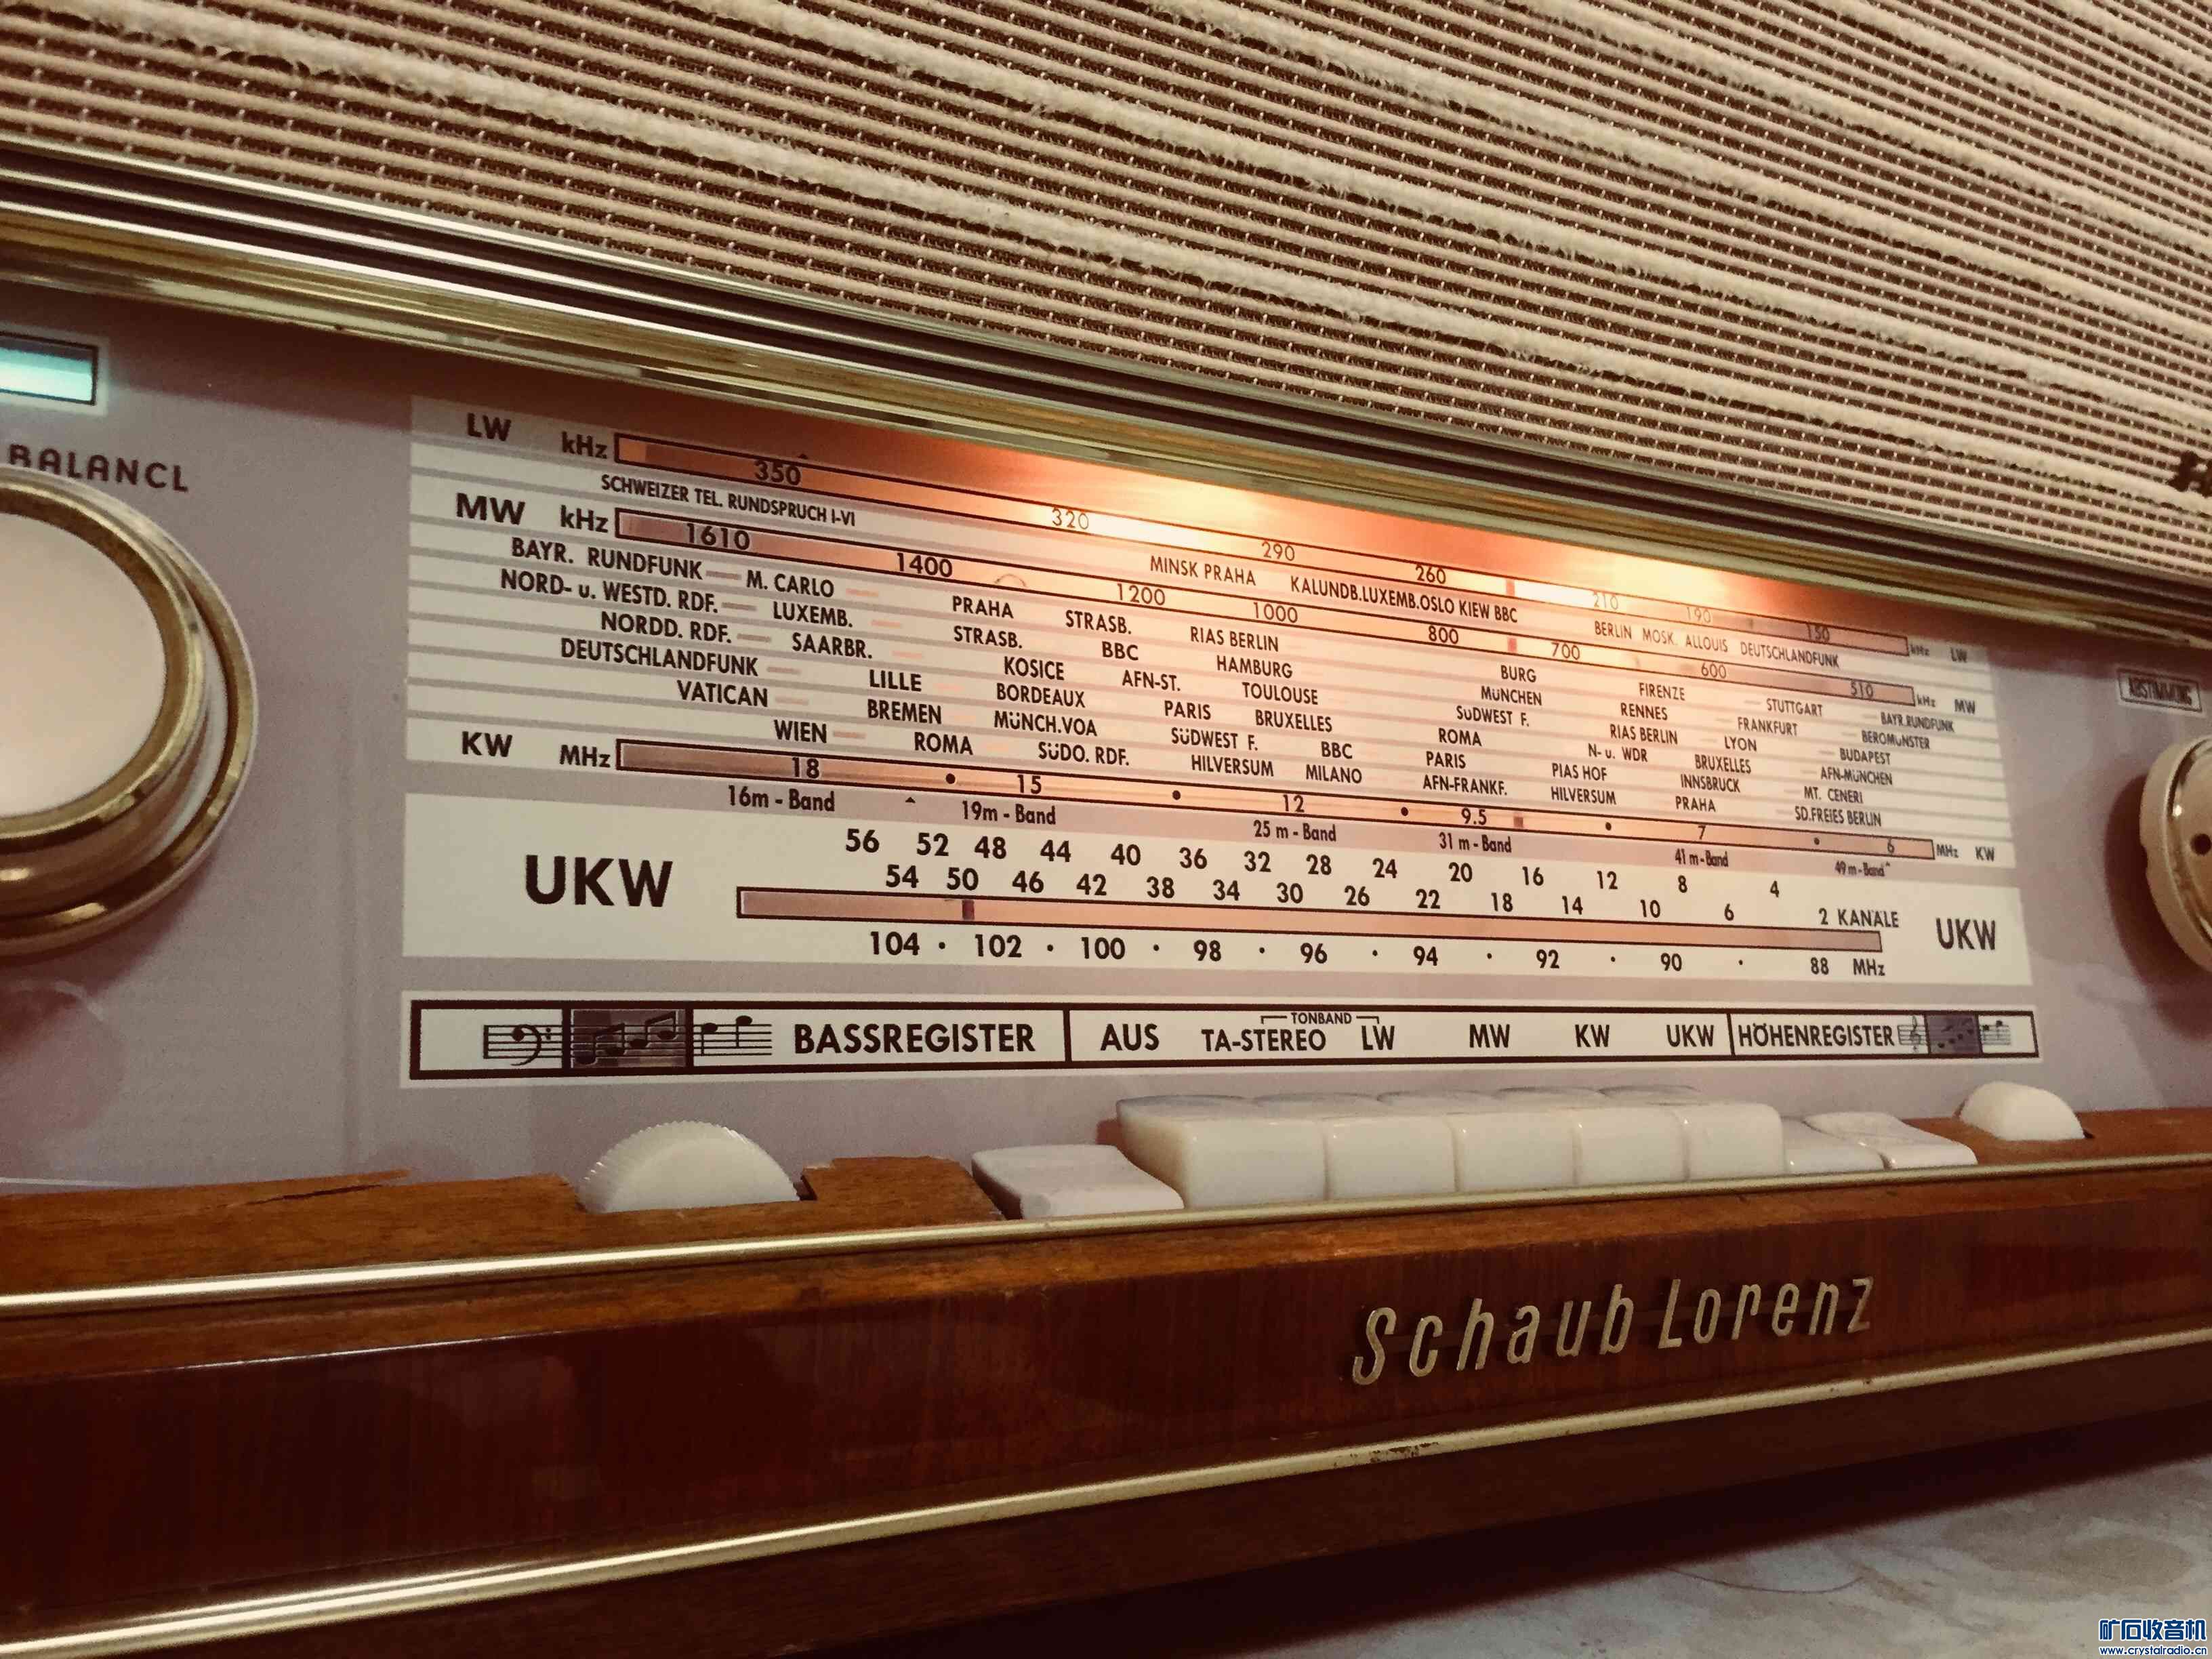 BALANCE
LW kHz 350 320 290 260 210 190 150 kHz LW
SCHWEIZER TEL. RUNDSPRUCH I-VI MINSK PRAHA KALUNDB.LUXEMB.OSLO KIEW BBC BERLIN MOSK. ALLOUIS DEUTSCHLANDFUNK
MW kHz 1610 1400 1200 1000 800 700 600 510 kHz MW
BAYR. RUNDFUNK M. CARLO PRAHA STRASB. RIAS BERLIN BURG FIRENZE STUTTGART BAYR.RUNDFUNK
NORD- u. WESTD. RDF. LUXEMB. STRASB. BBC HAMBURG MÜNCHEN RENNES FRANKFURT BEROMÜNSTER
NORDD. RDF. SAARBR. KOSICE AFN-ST. TOULOUSE SÜDWEST F. RIAS BERLIN LYON BUDAPEST
DEUTSCHLANDFUNK LILLE BORDEAUX PARIS BRUXELLES ROMA N- u. WDR BRUXELLES AFN-MÜNCHEN
VATICAN BREMEN MÜNCH.VOA SÜDWEST F. BBC PARIS PIAS HOF INNSBRUCK MT. CENERI
WIEN ROMA SÜDO. RDF. HILVERSUM MILANO AFN-FRANKF. HILVERSUM PRAHA SD.FREIES BERLIN
KW MHz 18 • 15 • 12 • 9.5 • 7 • 6 MHz KW
16m - Band 19m - Band 25 m - Band 31 m - Band 41 m - Band 49 m - Band
56 52 48 44 40 36 32 28 24 20 16 12 8 4
54 50 46 42 38 34 30 26 22 18 14 10 6 2 KANÄLE
UKW UKW
104 · 102 · 100 · 98 · 96 · 94 · 92 · 90 · 88 MHz
ABSTIMMUNG
TONBAND
BASSREGISTER AUS TA-STEREO LW MW KW UKW HÖHENREGISTER
Schaub Lorenz
矿石收音机
www.crystalradio.cn